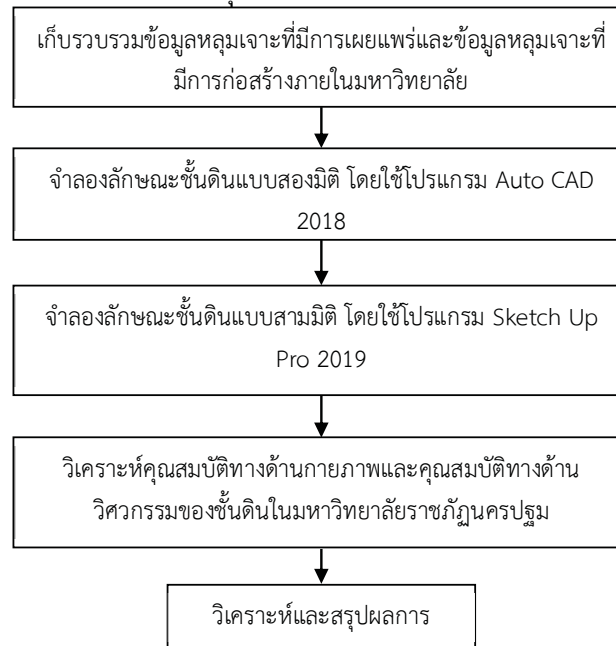 เก็บรวบรวมข้อมูลหลุมเจาะที่มีการเผยแพร่และข้อมูลหลุมเจาะที่
มีการก่อสร้างภายในมหาวิทยาลัย
จำลองลักษณะชั้นดินแบบสองมิติ โดยใช้โปรแกรม Auto CAD
2018
จำลองลักษณะชั้นดินแบบสามมิติ โดยใช้โปรแกรม Sketch Up
Pro 2019
วิเคราะห์คุณสมบัติทางด้านกายภาพและคุณสมบัติทางด้าน
วิศวกรรมของชั้นดินในมหาวิทยาลัยราชภัฏนครปฐม
วิเคราะห์และสรุปผลการ